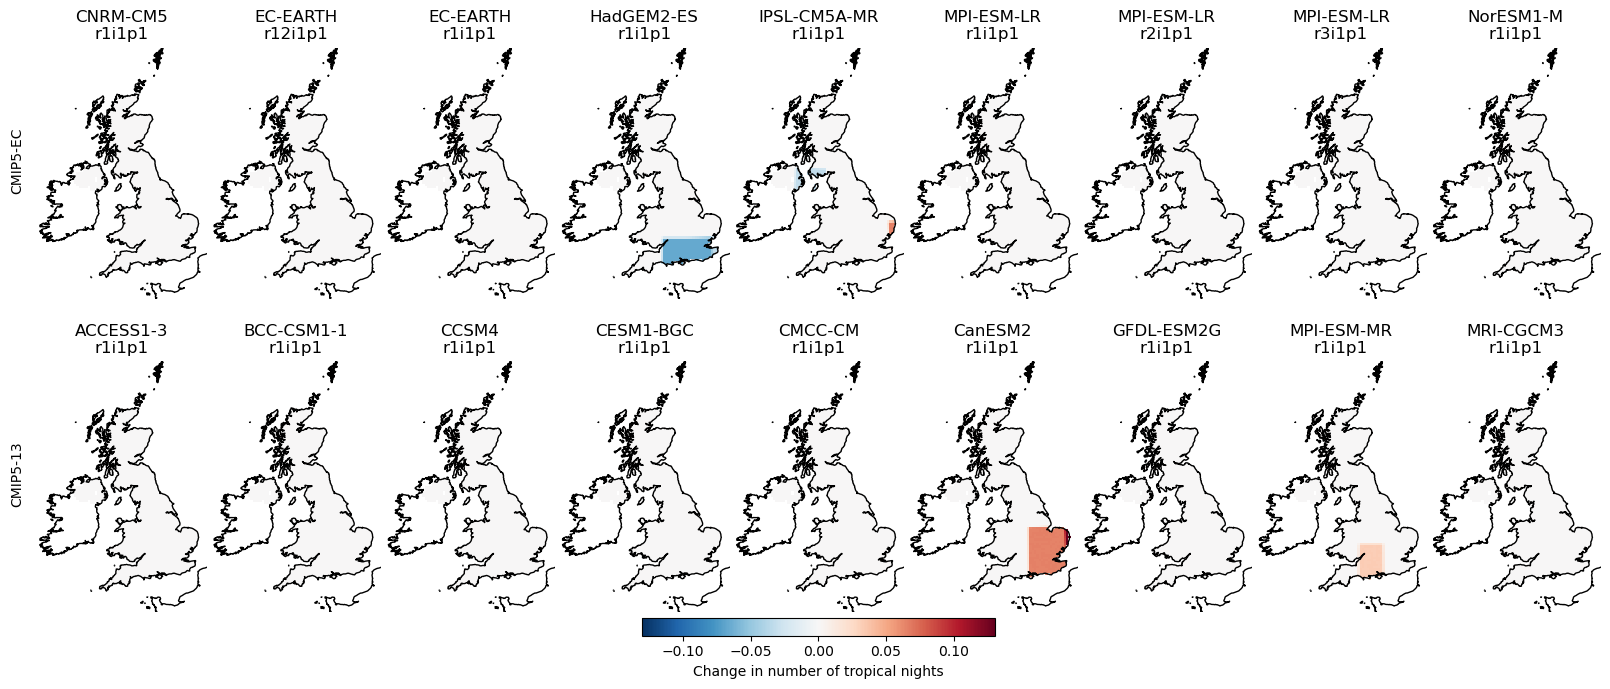 CNRM-CM5 EC-EARTH EC-EARTH HadGEM2-ES IPSL-CM5A-MR MPI-ESM-LR MPI-ESM-LR MPI-ESM-LR NorESM1-M
r1i1p1 r12i1p1 r1i1p1 r1i1p1 r1i1p1 r1i1p1 r2i1p1 r3i1p1 r1i1p1
CMIP5-EC
ACCESS1-3 BCC-CSM1-1 CCSM4 CESM1-BGC CMCC-CM CanESM2 GFDL-ESM2G MPI-ESM-MR MRI-CGCM3
r1i1p1 r1i1p1 r1i1p1 r1i1p1 r1i1p1 r1i1p1 r1i1p1 r1i1p1 r1i1p1
CMIP5-13
−0.10 −0.05 0.00 0.05 0.10
Change in number of tropical nights